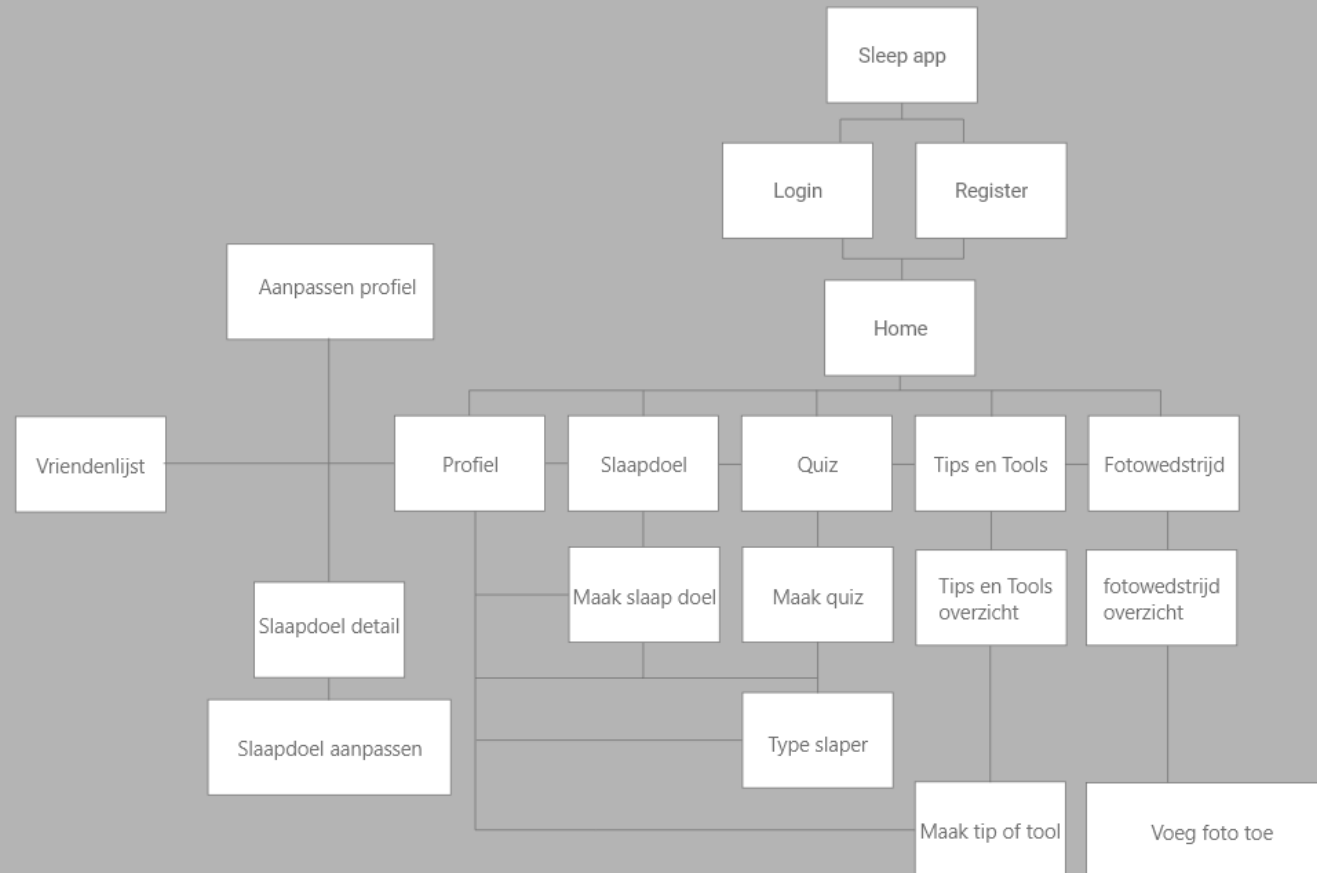 Sleep app
Login
Register
Aanpassen profiel
Home
Vriendenlijst
Profiel
Slaapdoel
Quiz
Tips en Tools
Fotowedstrijd
Maak slaap doel
Maak quiz
Tips en Tools
overzicht
fotowedstrijd
overzicht
Slaapdoel detail
Slaapdoel aanpassen
Type slaper
Maak tip of tool
Voeg foto toe